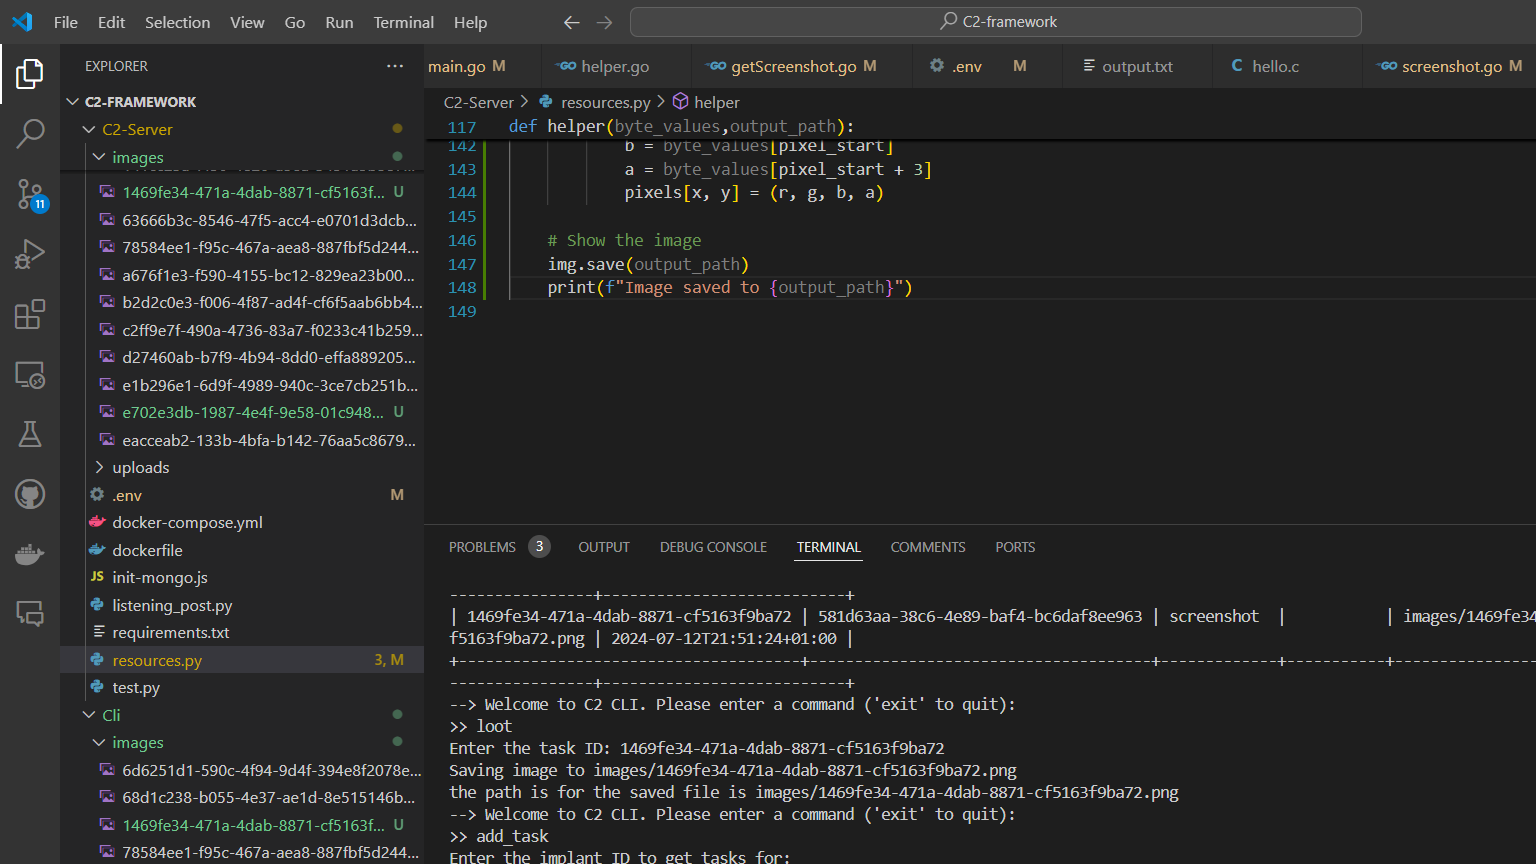 File Edit Selection View Go Run Terminal Help
C2-framework
EXPLORER
main.go M
helper.go
getScreenshot.go M
.env M
output.txt
hello.c
screenshot.go M
C2-FRAMEWORK
C2-Server
images
1469fe34-471a-4dab-8871-cf5163f... U
63666b3c-8546-47f5-acc4-e0701d3dcb...
78584ee1-f95c-467a-aea8-887fbf5d244...
a676f1e3-f590-4155-bc12-829ea23b00...
b2d2c0e3-f006-4f87-ad4f-cf6f5aab6bb4...
c2ff9e7f-490a-4736-83a7-f0233c41b259...
d27460ab-b7f9-4b94-8dd0-effa889205...
e1b296e1-6d9f-4989-940c-3ce7cb251b...
e702e3db-1987-4e4f-9e58-01c948... U
eacceab2-133b-4bfa-b142-76aa5c8679...
uploads
.env M
docker-compose.yml
dockerfile
JS init-mongo.js
listening_post.py
requirements.txt
resources.py 3, M
test.py
Cli
images
6d6251d1-590c-4f94-9d4f-394e8f2078e...
68d1c238-b055-4e37-ae1d-8e515146b...
1469fe34-471a-4dab-8871-cf5163f... U
78584ee1-f95c-467a-aea8-887fbf5d244...
11
C2-Server > resources.py > helper
117 def helper(byte_values,output_path):
142 b = byte_values[pixel_start]
143 a = byte_values[pixel_start + 3]
144 pixels[x, y] = (r, g, b, a)
145
146 # Show the image
147 img.save(output_path)
148 print(f"Image saved to {output_path}")
149
PROBLEMS 3 OUTPUT DEBUG CONSOLE TERMINAL COMMENTS PORTS
---------------+--------------------------+
| 1469fe34-471a-4dab-8871-cf5163f9ba72 | 581d63aa-38c6-4e89-baf4-bc6daf8ee963 | screenshot | | images/1469fe34
f5163f9ba72.png | 2024-07-12T21:51:24+01:00 |
+--------------------------------------+--------------------------------------+------------+----------+---------------
---------------+--------------------------+
--> Welcome to C2 CLI. Please enter a command ('exit' to quit):
>> loot
Enter the task ID: 1469fe34-471a-4dab-8871-cf5163f9ba72
Saving image to images/1469fe34-471a-4dab-8871-cf5163f9ba72.png
the path is for the saved file is images/1469fe34-471a-4dab-8871-cf5163f9ba72.png
--> Welcome to C2 CLI. Please enter a command ('exit' to quit):
>> add_task
Enter the implant ID to get tasks for: